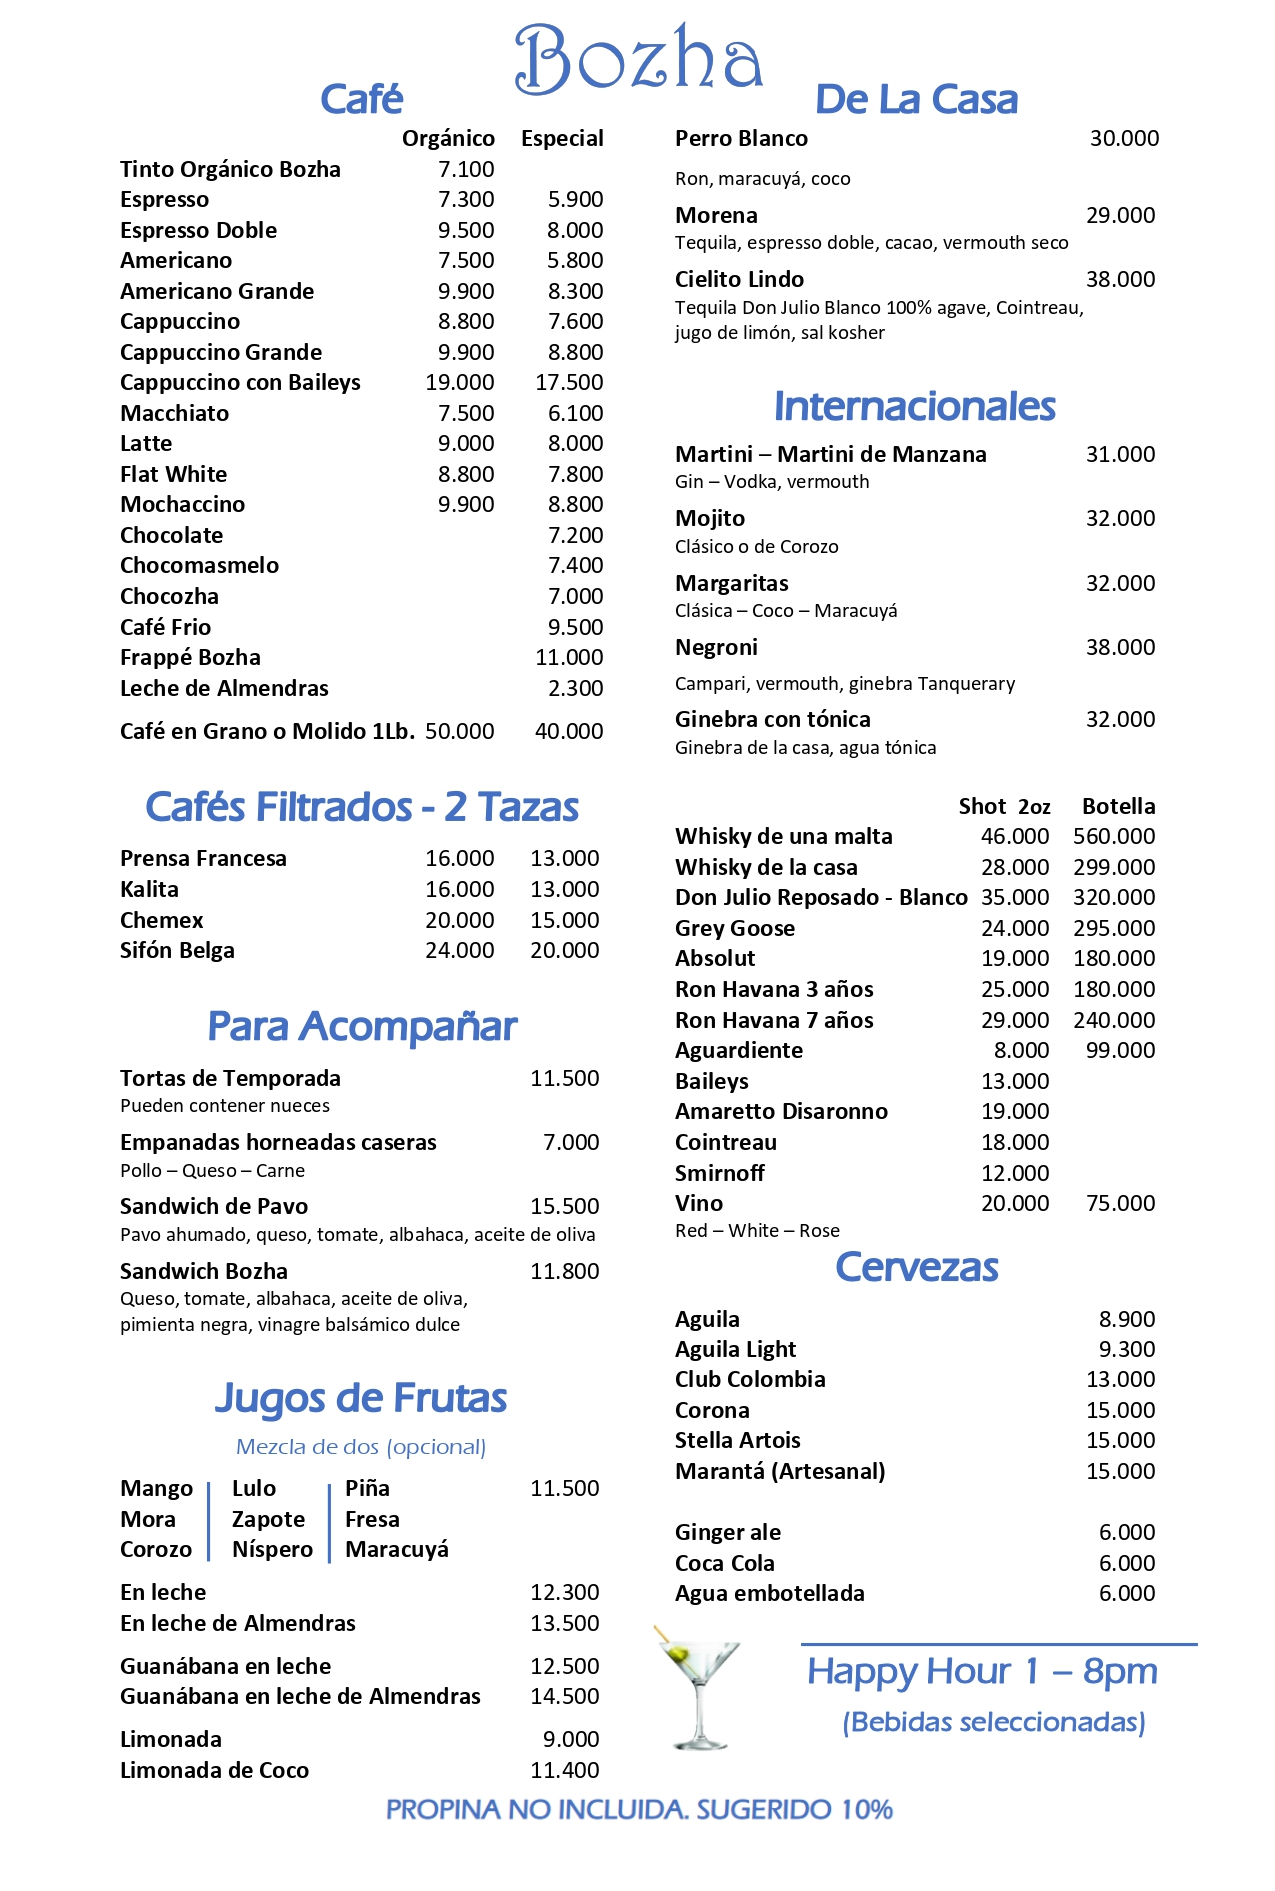 Bozha
Café
Orgánico Especial
Tinto Orgánico Bozha 7.100
Espresso 7.300 5.900
Espresso Doble 9.500 8.000
Americano 7.500 5.800
Americano Grande 9.900 8.300
Cappuccino 8.800 7.600
Cappuccino Grande 9.900 8.800
Cappuccino con Baileys 19.000 17.500
Macchiato 7.500 6.100
Latte 9.000 8.000
Flat White 8.800 7.800
Mochaccino 9.900 8.800
Chocolate 7.200
Chocomasmelo 7.400
Chocozha 7.000
Café Frio 9.500
Frappé Bozha 11.000
Leche de Almendras 2.300
Café en Grano o Molido 1Lb. 50.000 40.000
Cafés Filtrados - 2 Tazas
Prensa Francesa 16.000 13.000
Kalita 16.000 13.000
Chemex 20.000 15.000
Sifón Belga 24.000 20.000
Para Acompañar
Tortas de Temporada 11.500
Pueden contener nueces
Empanadas horneadas caseras 7.000
Pollo – Queso – Carne
Sandwich de Pavo 15.500
Pavo ahumado, queso, tomate, albahaca, aceite de oliva
Sandwich Bozha 11.800
Queso, tomate, albahaca, aceite de oliva,
pimienta negra, vinagre balsámico dulce
Jugos de Frutas
Mezcla de dos (opcional)
Mango Lulo Piña 11.500
Mora Zapote Fresa
Corozo Níspero Maracuyá
En leche 12.300
En leche de Almendras 13.500
Guanábana en leche 12.500
Guanábana en leche de Almendras 14.500
Limonada 9.000
Limonada de Coco 11.400
De La Casa
Perro Blanco 30.000
Ron, maracuyá, coco
Morena 29.000
Tequila, espresso doble, cacao, vermouth seco
Cielito Lindo 38.000
Tequila Don Julio Blanco 100% agave, Cointreau,
jugo de limón, sal kosher
Internacionales
Martini – Martini de Manzana 31.000
Gin – Vodka, vermouth
Mojito 32.000
Clásico o de Corozo
Margaritas 32.000
Clásica – Coco – Maracuyá
Negroni 38.000
Campari, vermouth, ginebra Tanquerary
Ginebra con tónica 32.000
Ginebra de la casa, agua tónica
Shot 2oz Botella
Whisky de una malta 46.000 560.000
Whisky de la casa 28.000 299.000
Don Julio Reposado - Blanco 35.000 320.000
Grey Goose 24.000 295.000
Absolut 19.000 180.000
Ron Havana 3 años 25.000 180.000
Ron Havana 7 años 29.000 240.000
Aguardiente 8.000 99.000
Baileys 13.000
Amaretto Disaronno 19.000
Cointreau 18.000
Smirnoff 12.000
Vino 20.000 75.000
Red – White – Rose
Cervezas
Aguila 8.900
Aguila Light 9.300
Club Colombia 13.000
Corona 15.000
Stella Artois 15.000
Marantá (Artesanal) 15.000
Ginger ale 6.000
Coca Cola 6.000
Agua embotellada 6.000
Happy Hour 1 – 8pm
(Bebidas seleccionadas)
PROPINA NO INCLUIDA. SUGERIDO 10%